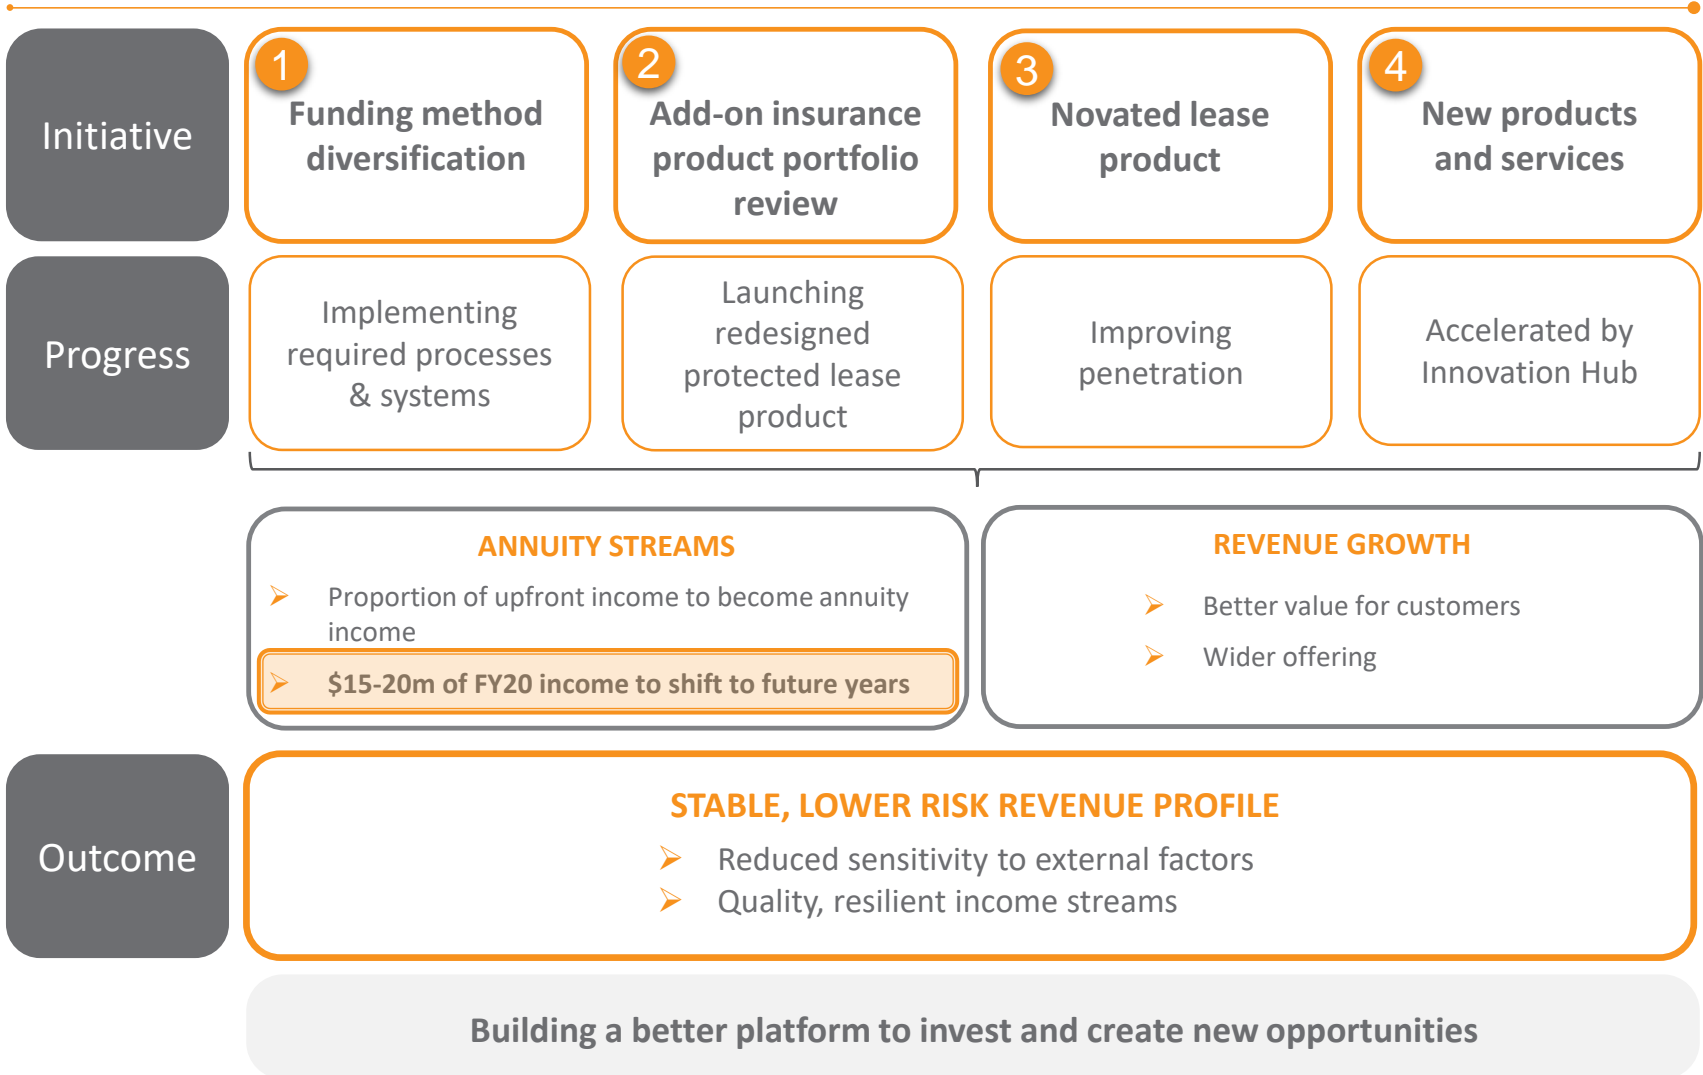 Initiative
1
Funding method
diversification
2
Add-on insurance
product portfolio
review
3
Novated lease
product
4
New products
and services
Progress
Implementing
required processes
& systems
Launching
redesigned
protected lease
product
Improving
penetration
Accelerated by
Innovation Hub
ANNUITY STREAMS
Proportion of upfront income to become annuity
income
$15-20m of FY20 income to shift to future years
REVENUE GROWTH
Better value for customers
Wider offering
Outcome
STABLE, LOWER RISK REVENUE PROFILE
Reduced sensitivity to external factors
Quality, resilient income streams
Building a better platform to invest and create new opportunities